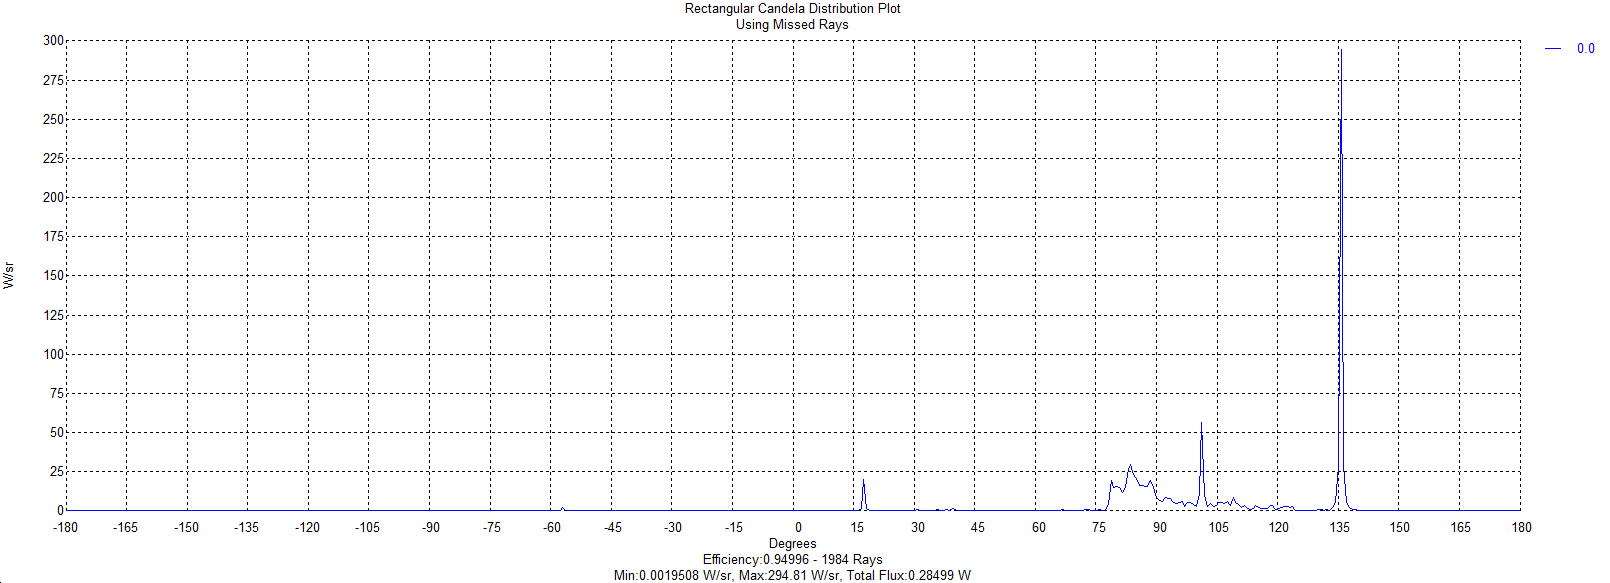 Rectangular Candela Distribution Plot
Using Missed Rays
0.0
300
275
250
225
200
175
150
125
100
75
50
25
0
W/sr
-180 -165 -150 -135 -120 -105 -90 -75 -60 -45 -30 -15 0 15 30 45 60 75 90 105 120 135 150 165 180
Degrees
Efficiency:0.94996 - 1984 Rays
Min:0.0019508 W/sr, Max:294.81 W/sr, Total Flux:0.28499 W